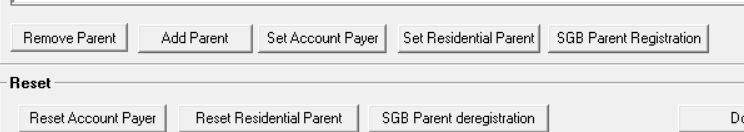 Remove Parent Add Parent Set Account Payer Set Residential Parent SGB Parent Registration
Reset
Reset Account Payer Reset Residential Parent SGB Parent deregistration